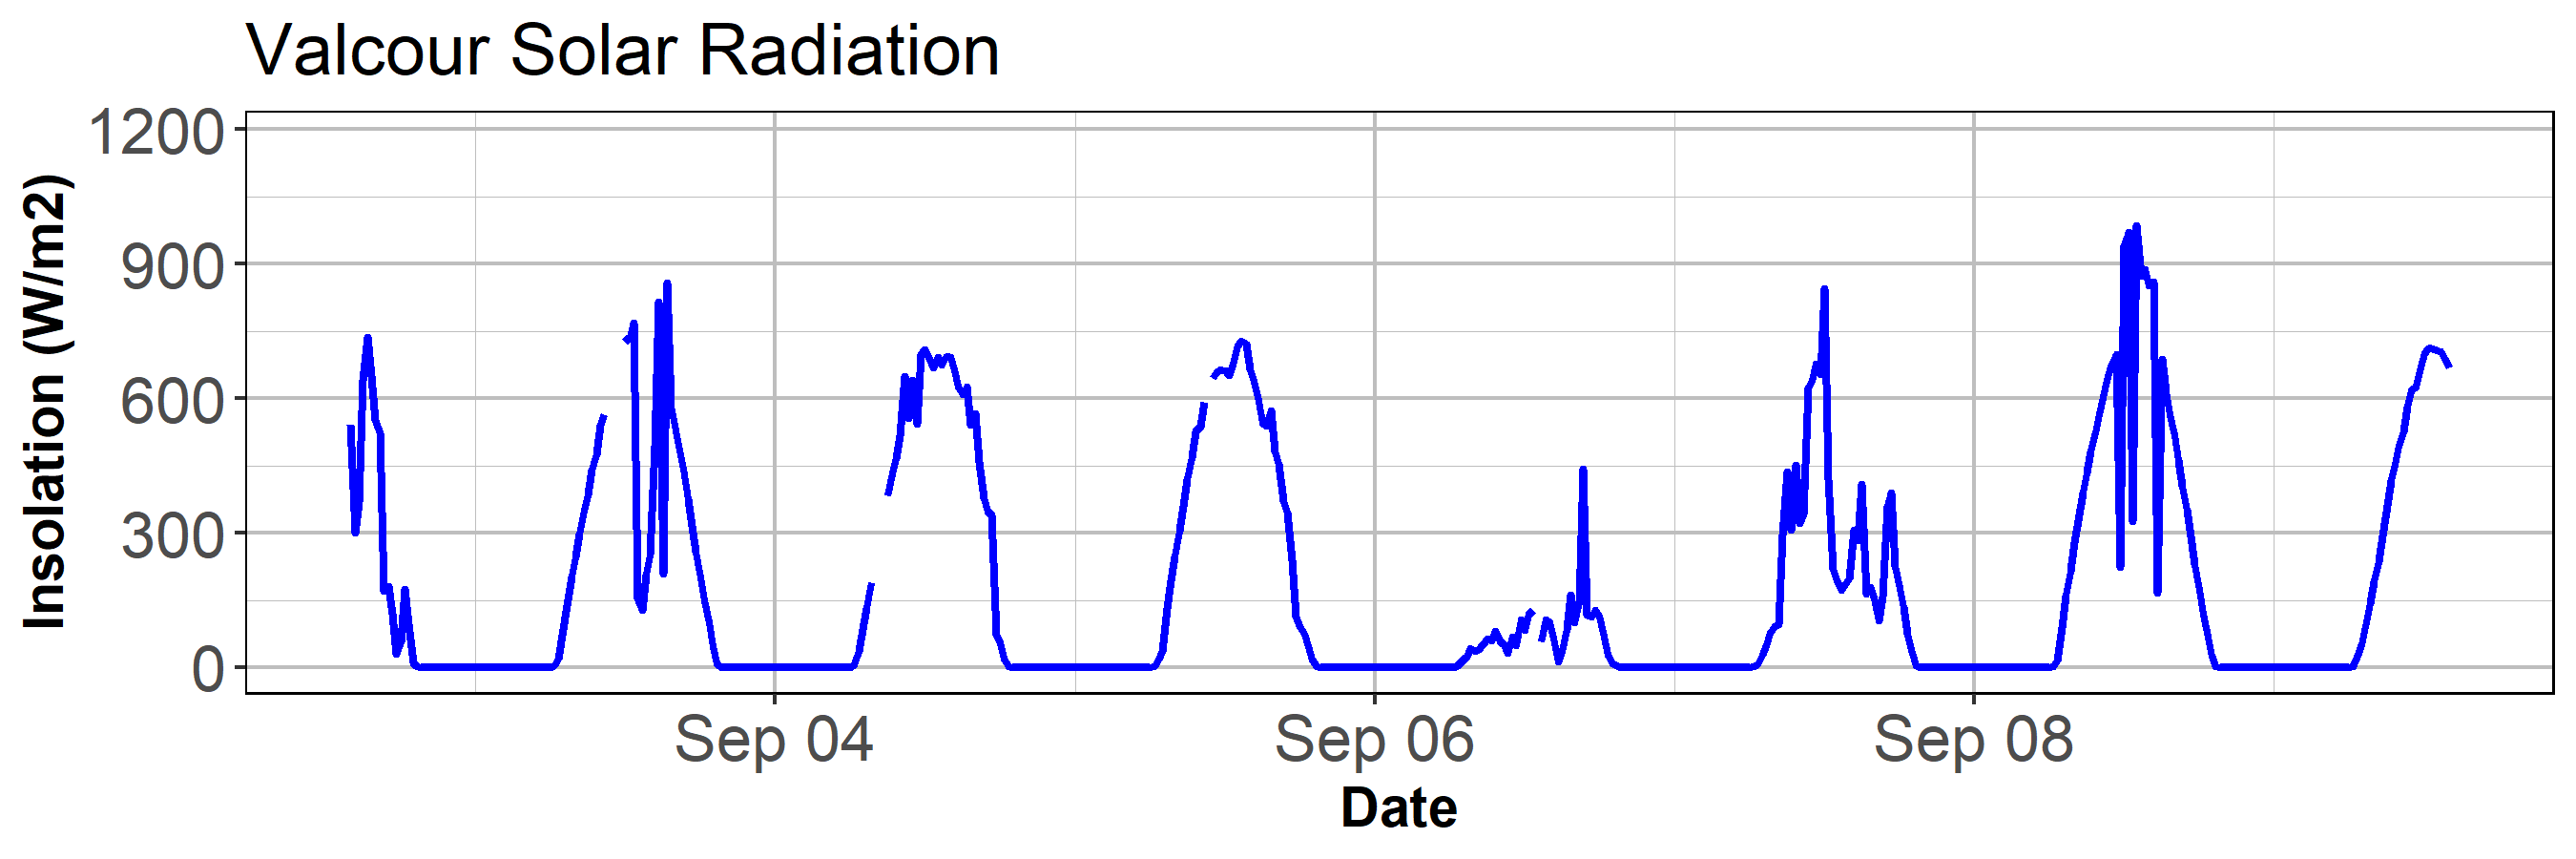 Valcour Solar Radiation
1200
900
600
300
0
Insolation (W/m2)
Sep 04 Sep 06 Sep 08
Date